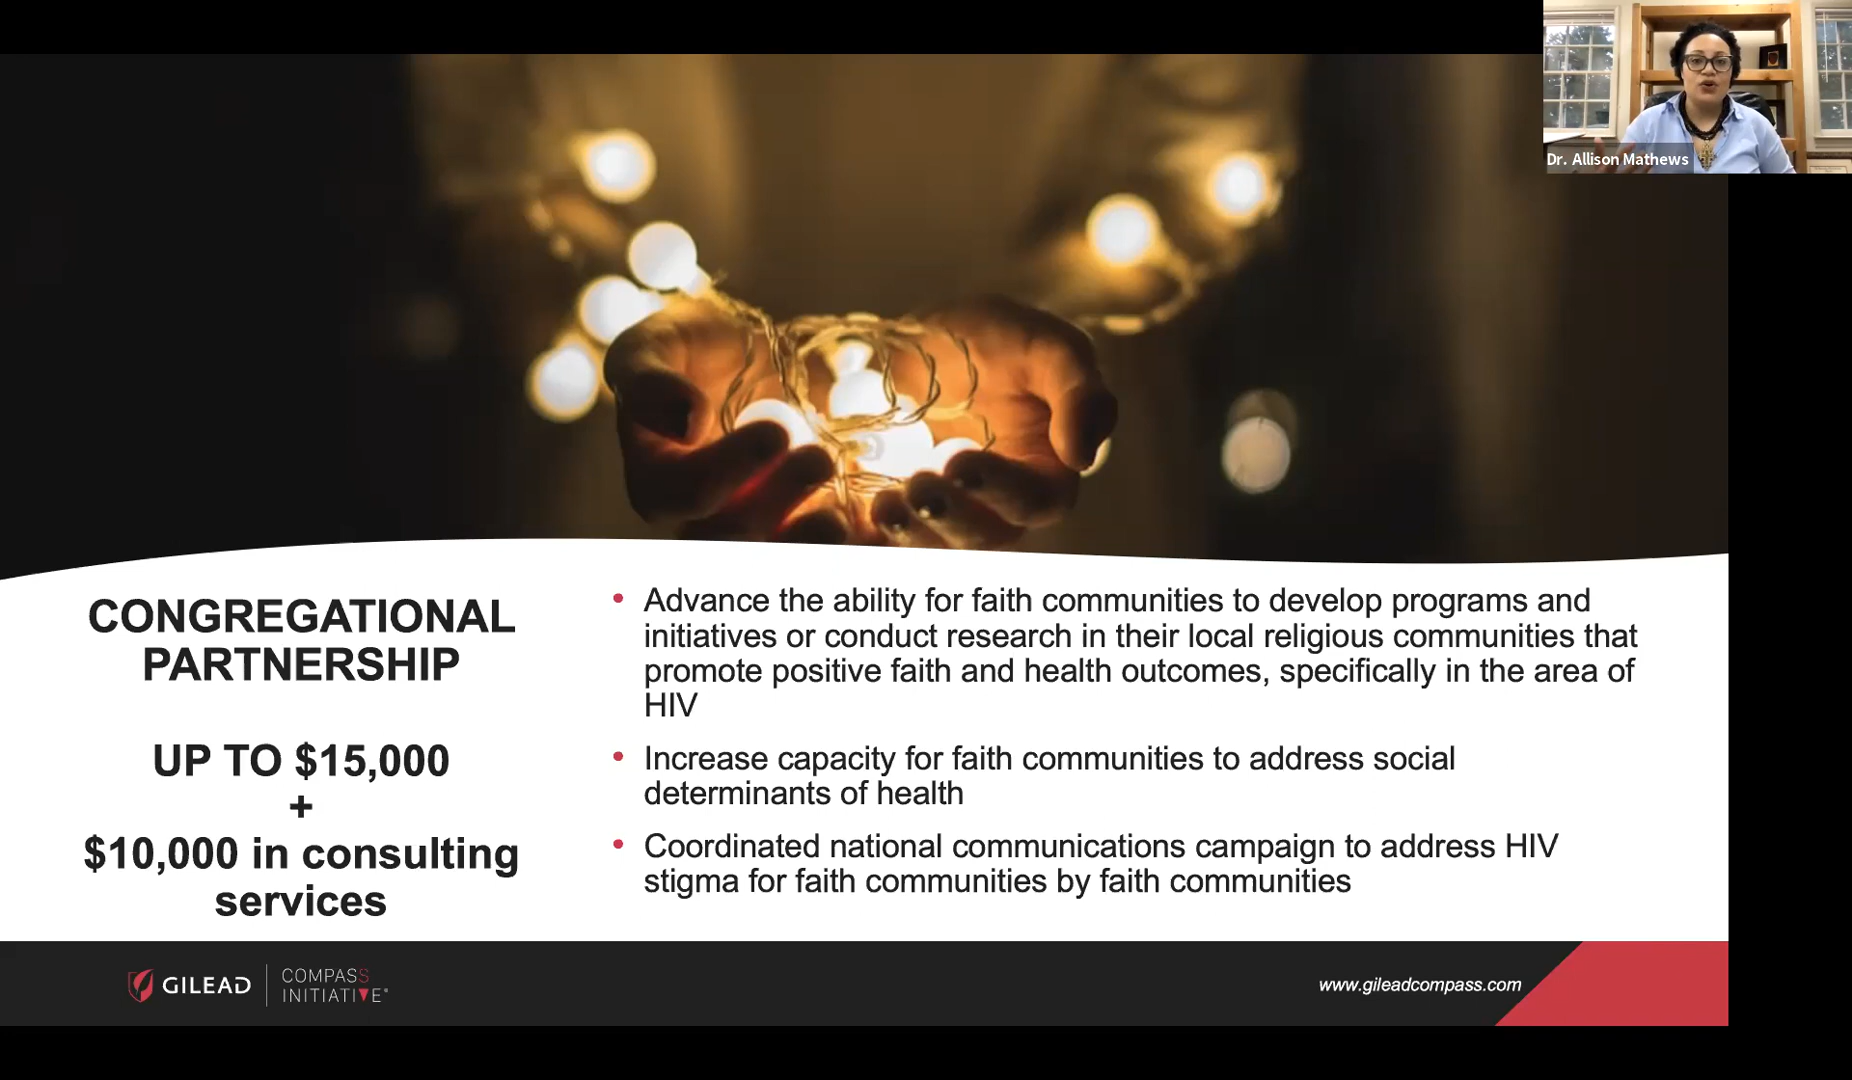 Dr. Allison Mathews
CONGREGATIONAL
PARTNERSHIP
UP TO $15,000
+
$10,000 in consulting
services
• Advance the ability for faith communities to develop programs and
initiatives or conduct research in their local religious communities that
promote positive faith and health outcomes, specifically in the area of
HIV
• Increase capacity for faith communities to address social
determinants of health
• Coordinated national communications campaign to address HIV
stigma for faith communities by faith communities
GILEAD
COMPASS
INITIATIVE®
www.gileadcompass.com